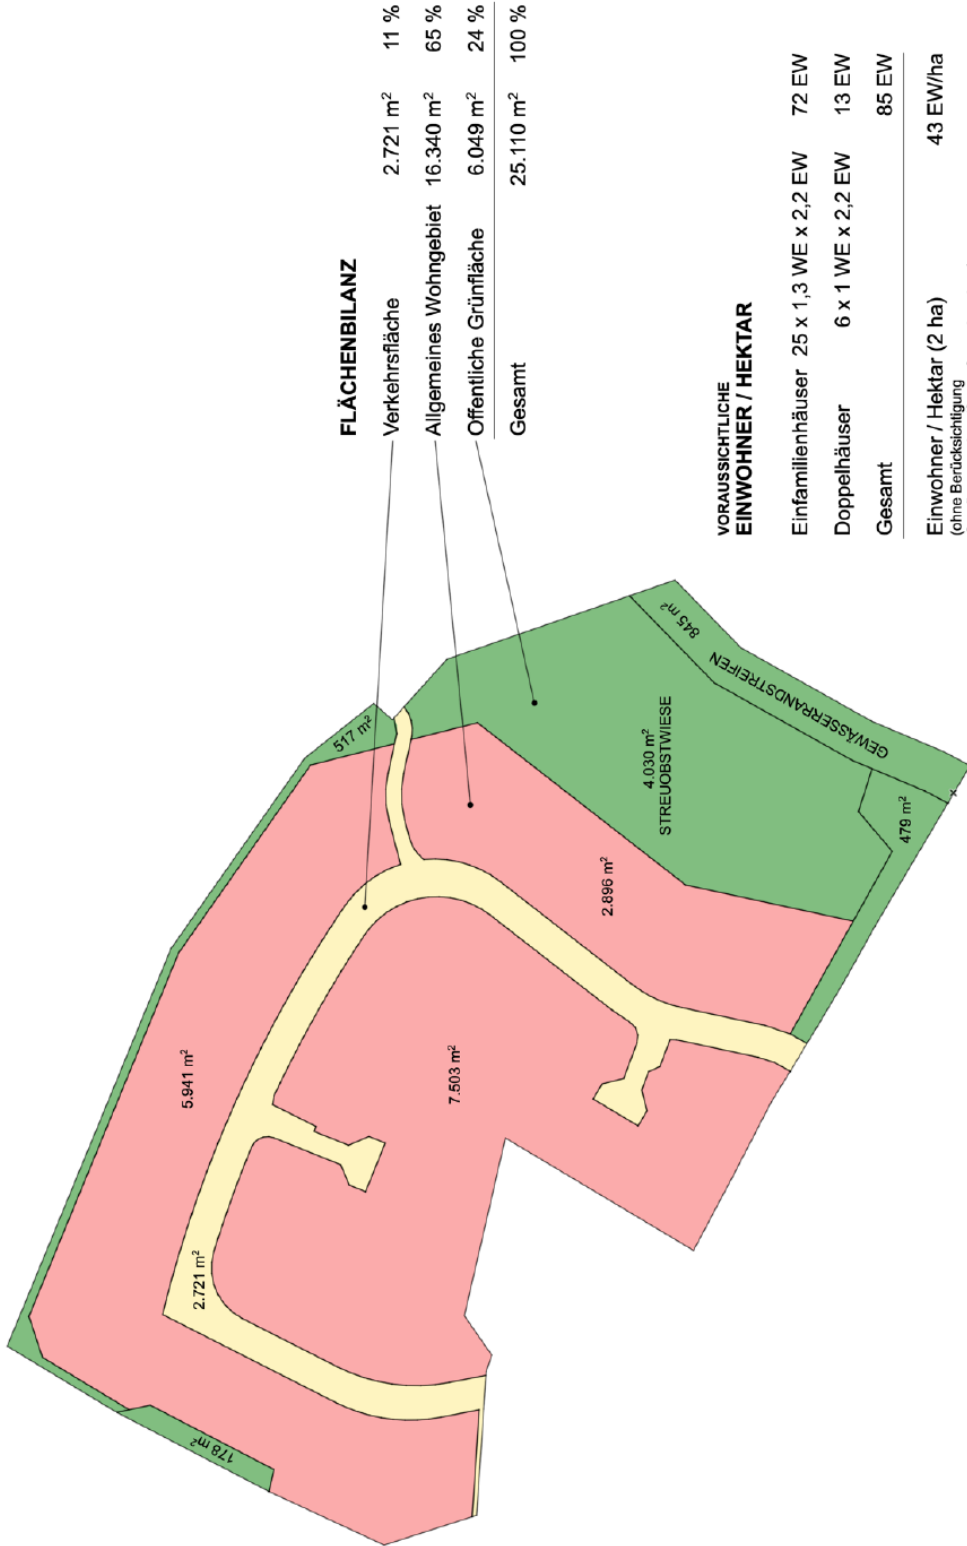 FLÄCHENBILANZ
Verkehrsfläche 2.721 m² 11 %
Allgemeines Wohngebiet 16.340 m² 65 %
Öffentliche Grünfläche 6.049 m² 24 %
Gesamt 25.110 m² 100 %
VORAUSSICHTLICHE
EINWOHNER / HEKTAR
Einfamilienhäuser 25 x 1,3 WE x 2,2 EW 72 EW
Doppelhäuser 6 x 1 WE x 2,2 EW 13 EW
Gesamt 85 EW
Einwohner / Hektar (2 ha) 43 EW/ha
(ohne Berücksichtigung
517 m²
845 m²
GEWÄSSERRANDSTREIFEN
4.030 m²
STREUOBSTWIESE
479 m²
2.896 m²
5.941 m²
7.503 m²
2.721 m²
178 m²